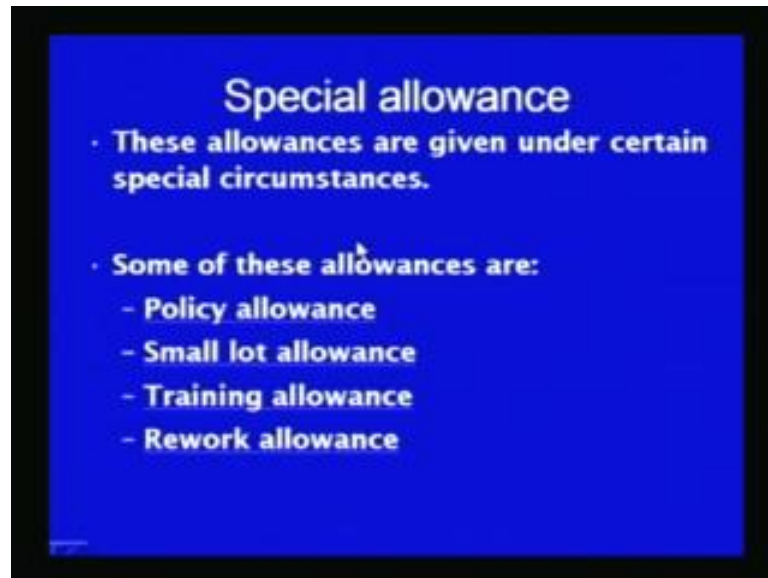 Special allowance
· These allowances are given under certain
special circumstances.
· Some of these allowances are:
– Policy allowance
– Small lot allowance
– Training allowance
– Rework allowance